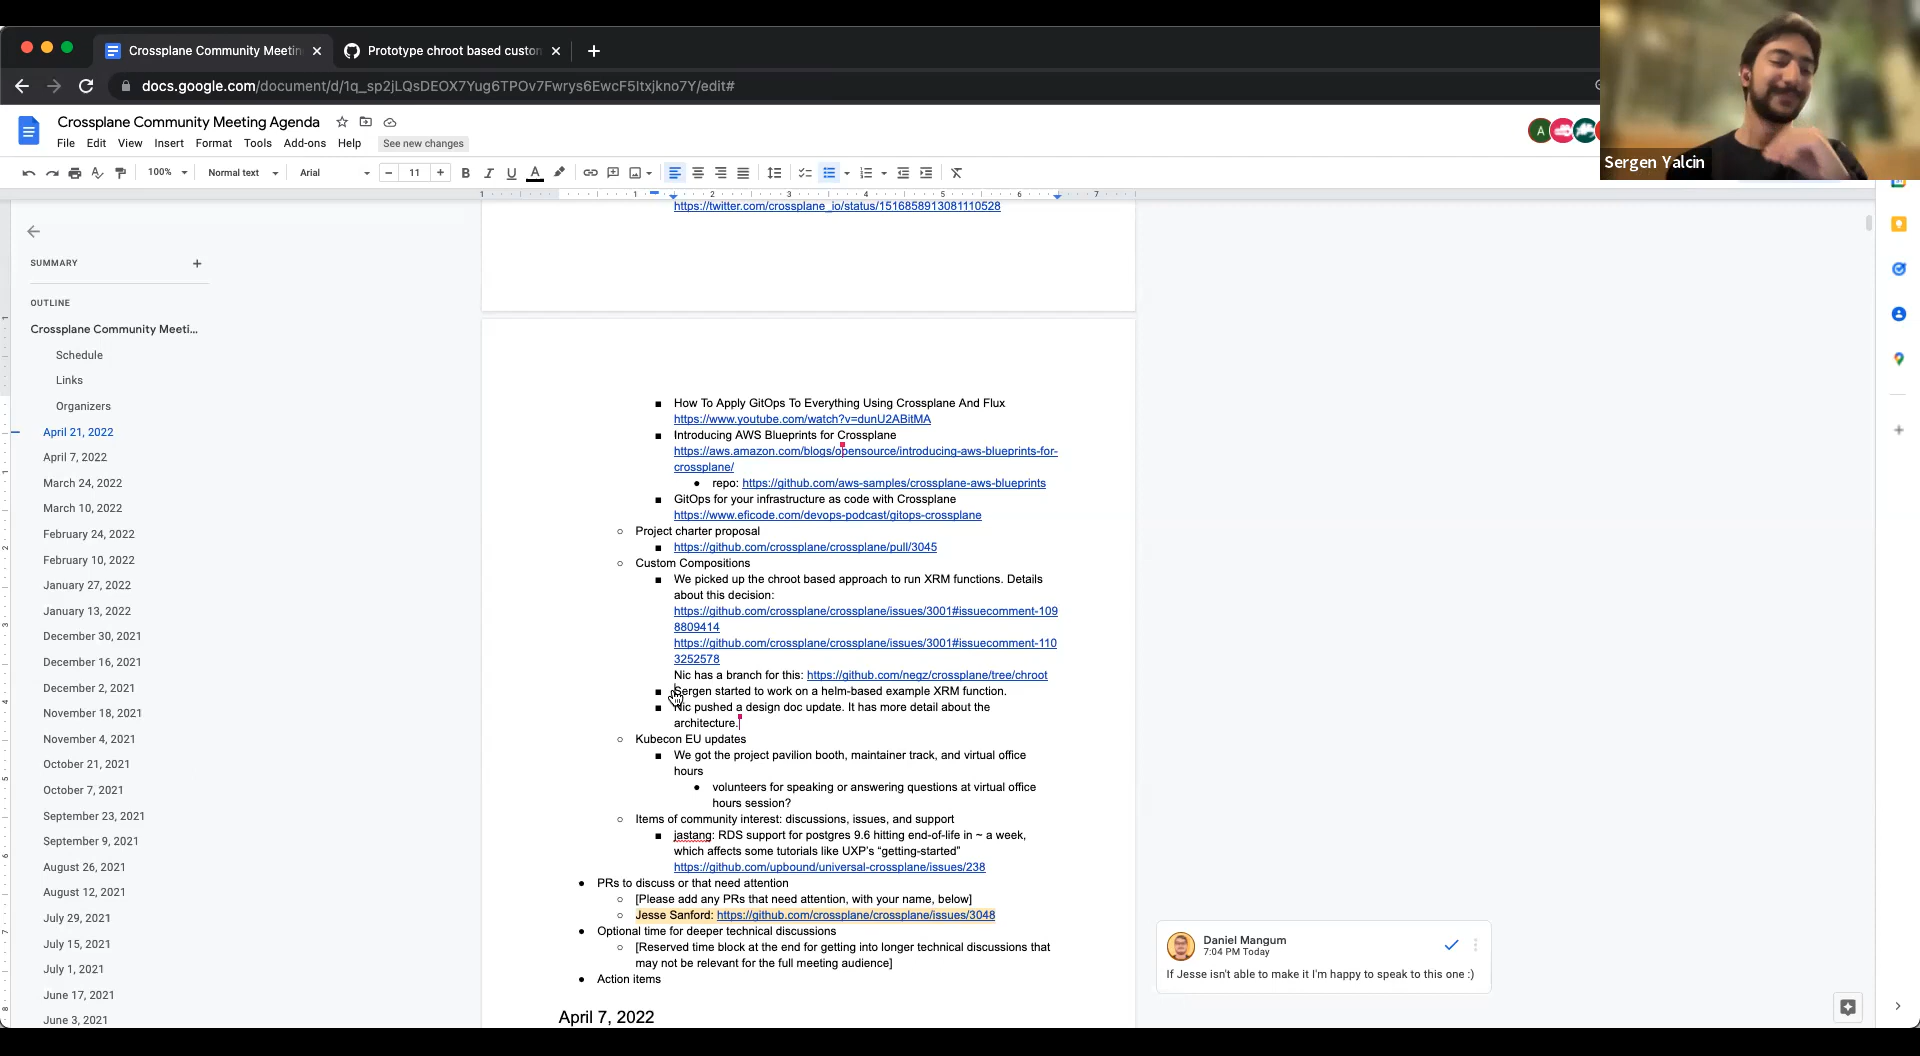 Crossplane Community Meetin
Prototype chroot based custom
docs.google.com/document/d/1q_sp2jLQsDEOX7Yug6TPOv7Fwrys6EwcF5ltxjkno7Y/edit#
Crossplane Community Meeting Agenda
File Edit View Insert Format Tools Add-ons Help See new changes
A
Sergen Yalcin
100% Normal text Arial 11
1 1 2 3 4 5 6 7
https://twitter.com/crossplane_io/status/1516858913081110528
SUMMARY
OUTLINE
Crossplane Community Meeti...
Schedule
Links
Organizers
April 21, 2022
April 7, 2022
March 24, 2022
March 10, 2022
February 24, 2022
February 10, 2022
January 27, 2022
January 13, 2022
December 30, 2021
December 16, 2021
December 2, 2021
November 18, 2021
November 4, 2021
October 21, 2021
October 7, 2021
September 23, 2021
September 9, 2021
August 26, 2021
August 12, 2021
July 29, 2021
July 15, 2021
July 1, 2021
June 17, 2021
June 3, 2021
How To Apply GitOps To Everything Using Crossplane And Flux
https://www.youtube.com/watch?v=dunU2ABitMA
Introducing AWS Blueprints for Crossplane
https://aws.amazon.com/blogs/opensource/introducing-aws-blueprints-for-
crossplane/
repo: https://github.com/aws-samples/crossplane-aws-blueprints
GitOps for your infrastructure as code with Crossplane
https://www.eficode.com/devops-podcast/gitops-crossplane
Project charter proposal
https://github.com/crossplane/crossplane/pull/3045
Custom Compositions
We picked up the chroot based approach to run XRM functions. Details
about this decision:
https://github.com/crossplane/crossplane/issues/3001#issuecomment-109
8809414
https://github.com/crossplane/crossplane/issues/3001#issuecomment-110
3252578
Nic has a branch for this: https://github.com/negz/crossplane/tree/chroot
Sergen started to work on a helm-based example XRM function.
Nic pushed a design doc update. It has more detail about the
architecture.
Kubecon EU updates
We got the project pavilion booth, maintainer track, and virtual office
hours
volunteers for speaking or answering questions at virtual office
hours session?
Items of community interest: discussions, issues, and support
jastang: RDS support for postgres 9.6 hitting end-of-life in ~ a week,
which affects some tutorials like UXP's "getting-started"
https://github.com/upbound/universal-crossplane/issues/238
PRs to discuss or that need attention
[Please add any PRs that need attention, with your name, below]
Jesse Sanford: https://github.com/crossplane/crossplane/issues/3048
Optional time for deeper technical discussions
[Reserved time block at the end for getting into longer technical discussions that
may not be relevant for the full meeting audience]
Action items
April 7, 2022
Daniel Mangum
7:04 PM Today
If Jesse isn't able to make it I'm happy to speak to this one :)